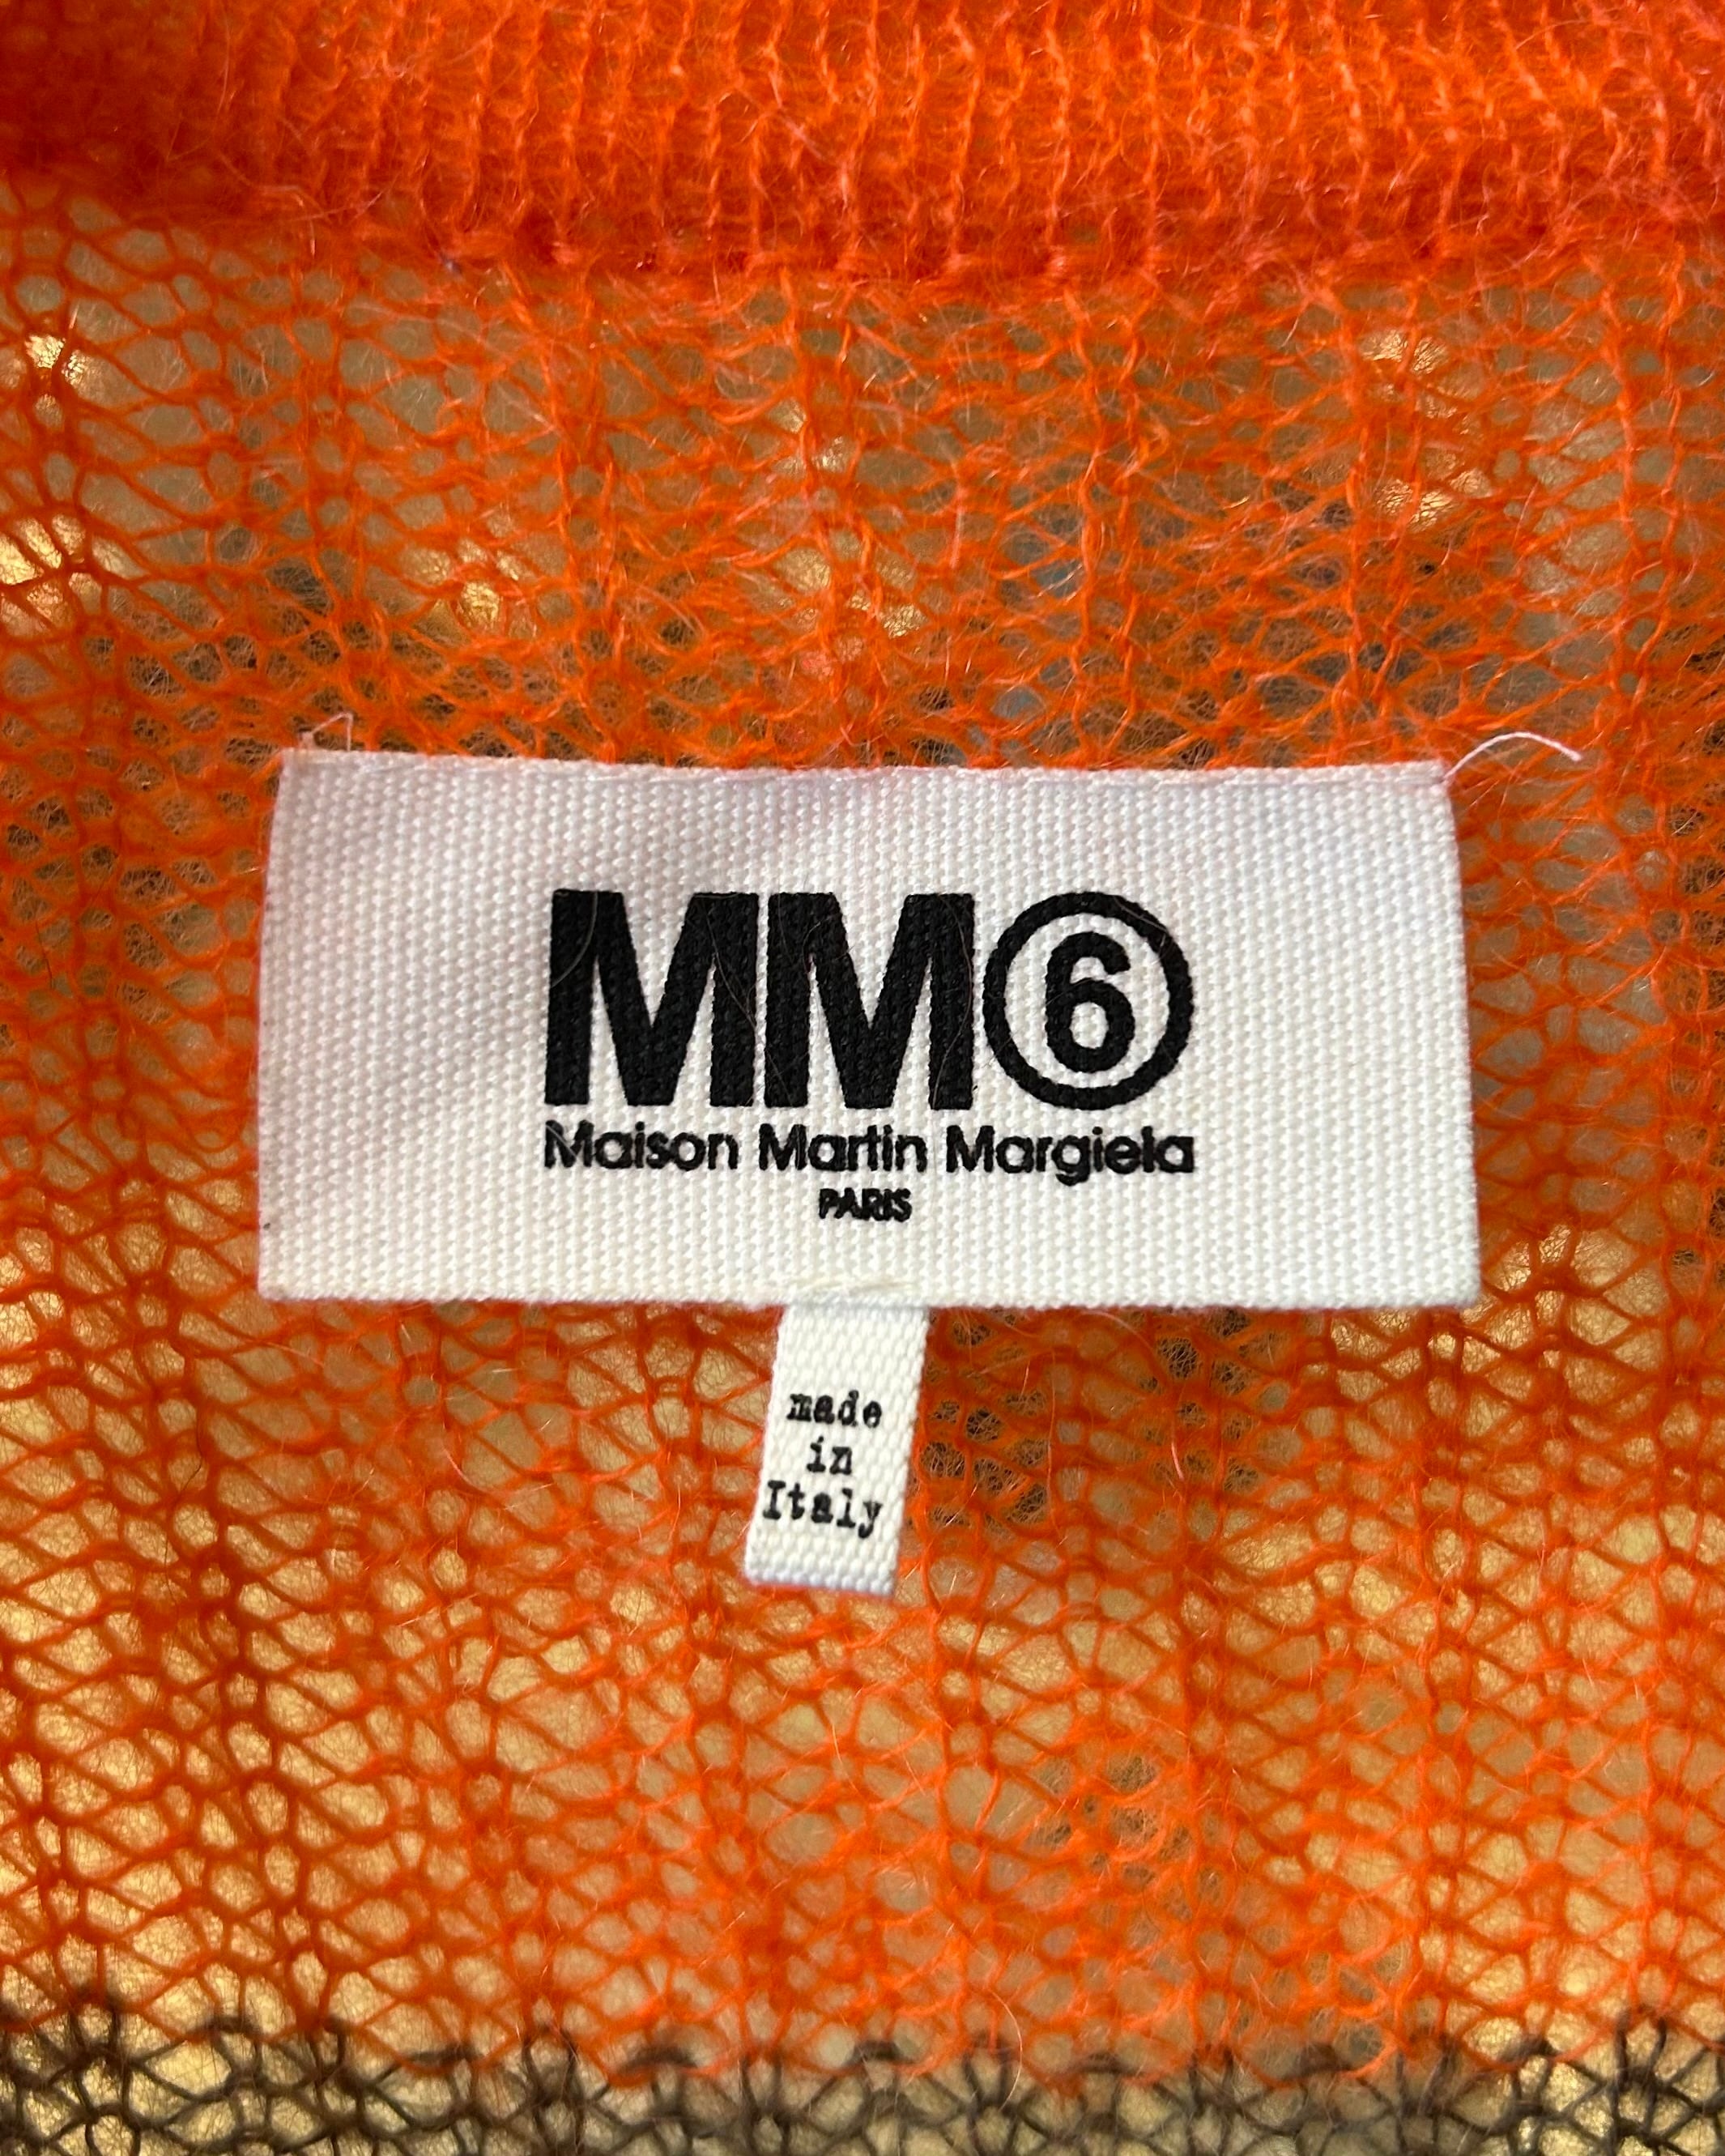 MM⑥
Maison Martin Margiela
PARIS
made
in
Italy